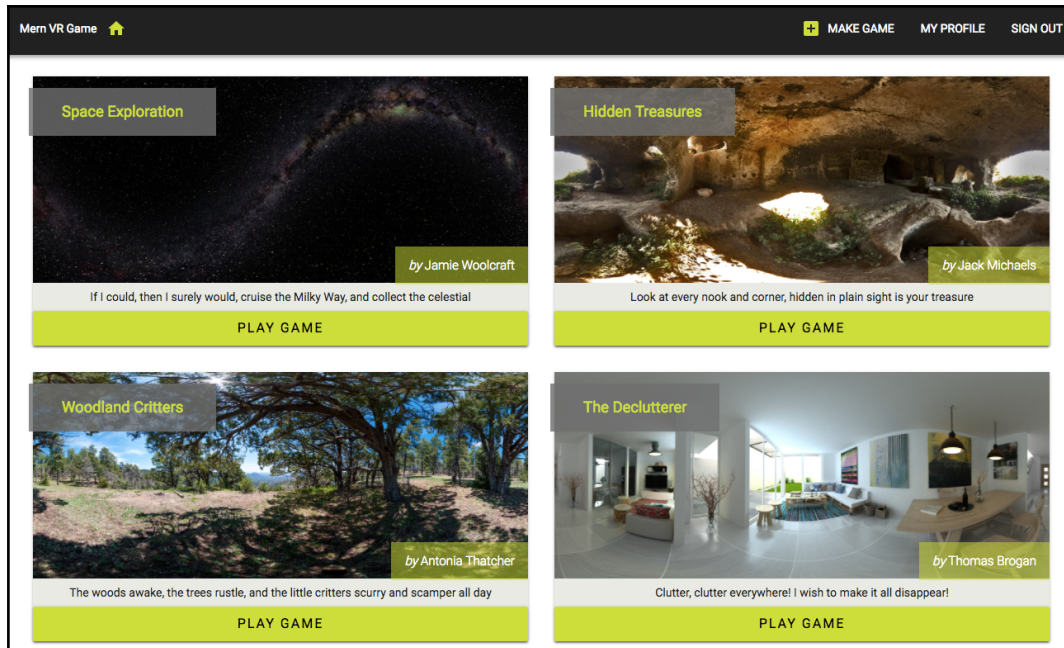 Mern VR Game
MAKE GAME
MY PROFILE
SIGN OUT
Space Exploration
by Jamie Woolcraft
If I could, then I surely would, cruise the Milky Way, and collect the celestial
PLAY GAME
Hidden Treasures
by Jack Michaels
Look at every nook and corner, hidden in plain sight is your treasure
PLAY GAME
Woodland Critters
by Antonia Thatcher
The woods awake, the trees rustle, and the little critters scurry and scamper all day
PLAY GAME
The Declutterer
by Thomas Brogan
Clutter, clutter everywhere! I wish to make it all disappear!
PLAY GAME